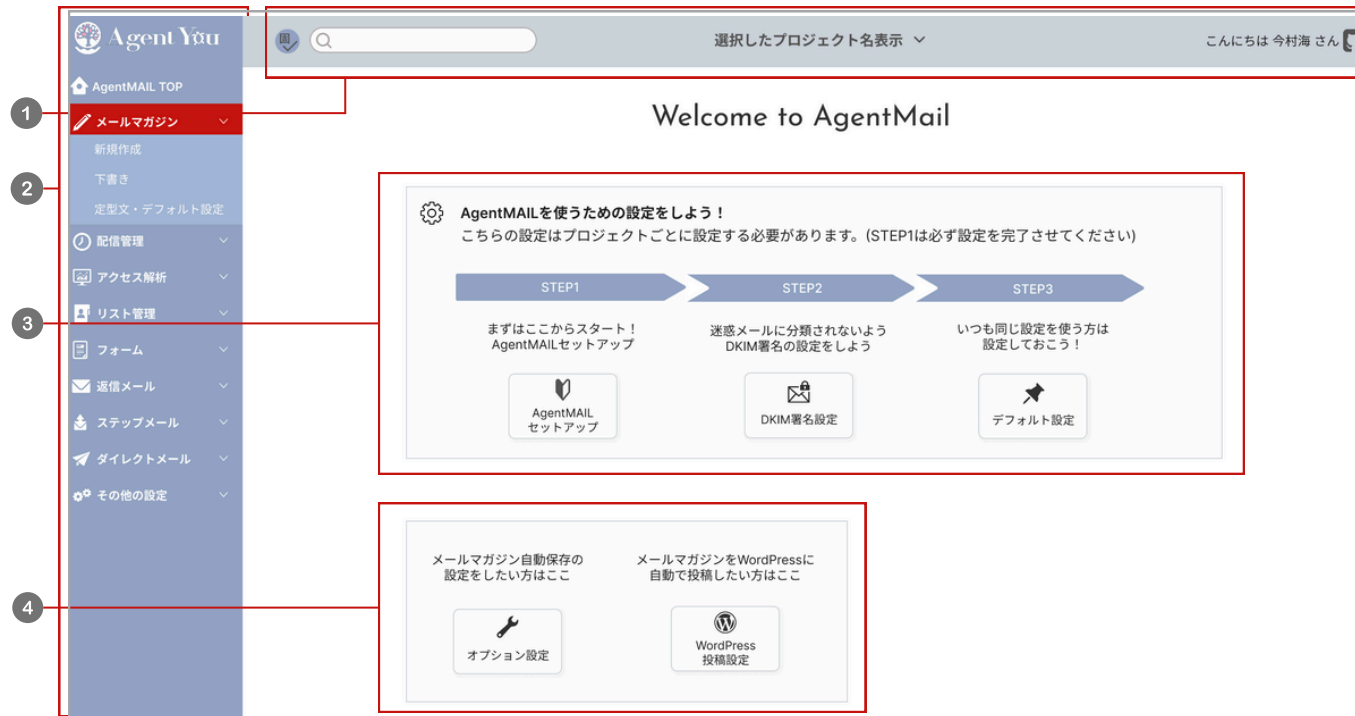 Agent You
固
選択したプロジェクト名表示
こんにちは 今村海 さん
AgentMAIL TOP
1
メールマガジン
新規作成
2
下書き
定型文・デフォルト設定
配信管理
アクセス解析
リスト管理
3
フォーム
返信メール
ステップメール
ダイレクトメール
その他の設定
4
Welcome to AgentMail
AgentMAILを使うための設定をしよう！
こちらの設定はプロジェクトごとに設定する必要があります。(STEP1は必ず設定を完了させてください)
STEP1
STEP2
STEP3
まずはここからスタート！
AgentMAILセットアップ
迷惑メールに分類されないよう
DKIM署名の設定をしよう
いつも同じ設定を使う方は
設定しておこう！
AgentMAIL
セットアップ
DKIM署名設定
デフォルト設定
メールマガジン自動保存の
設定をしたい方はここ
メールマガジンをWordPressに
自動で投稿したい方はここ
オプション設定
WordPress
投稿設定